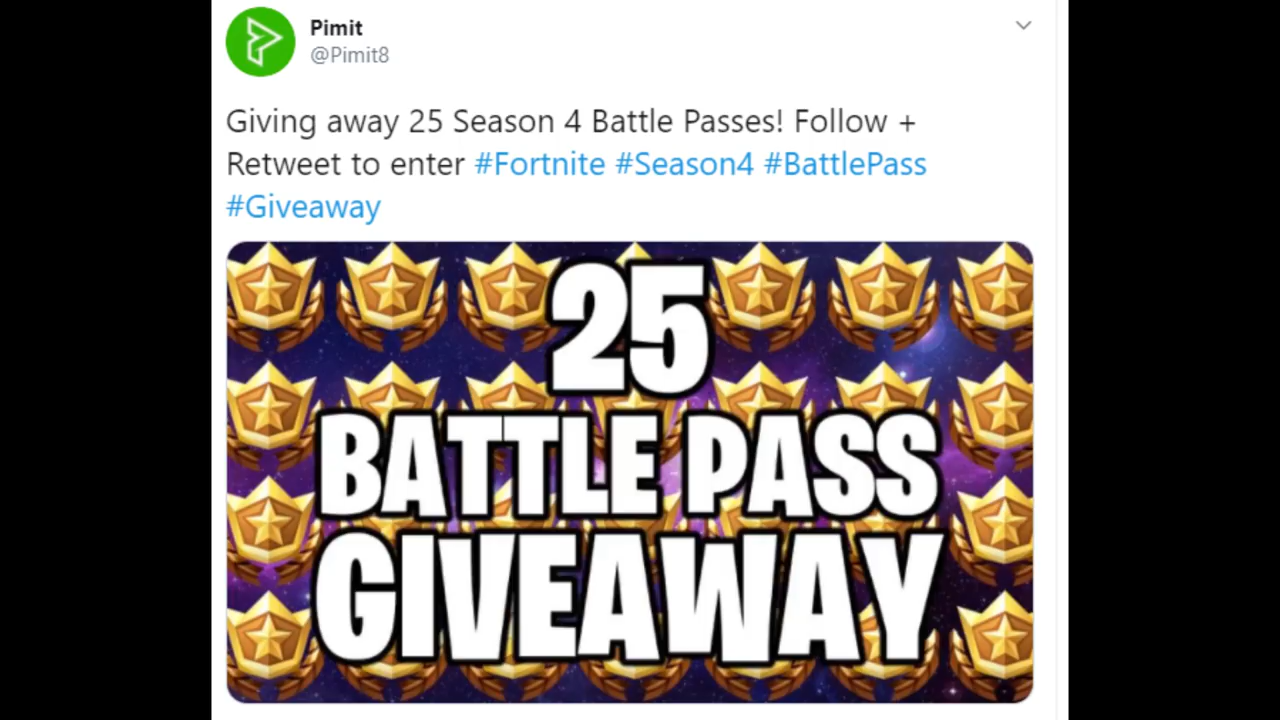 Pimit
@Pimit8
Giving away 25 Season 4 Battle Passes! Follow +
Retweet to enter #Fortnite #Season4 #BattlePass
#Giveaway
25
BATTLE PASS
GIVEAWAY